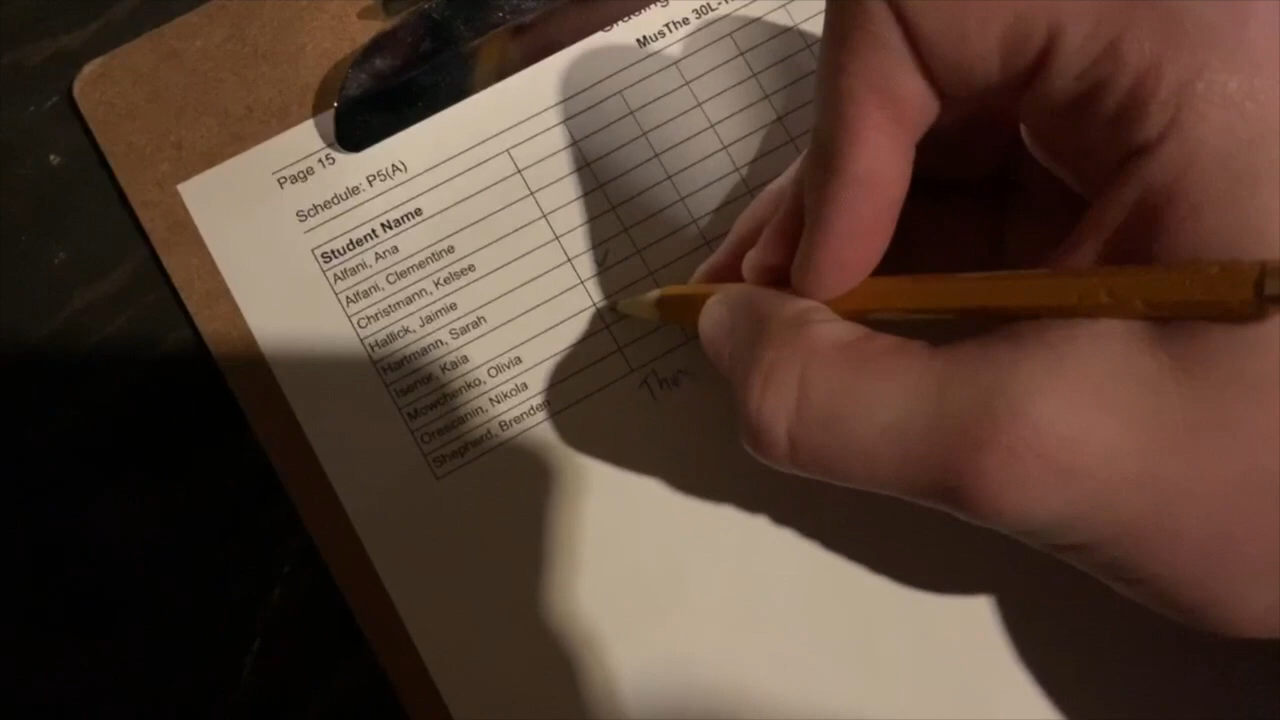 MusThe 30L-
Page 15
Schedule: P5(A)
Student Name
Alfani, Ana
Alfani, Clementine
Christmann, Kelsee
Hallick, Jaimie
Hartmann, Sarah
Isenor, Kaia
Mowchenko, Olivia
Orescanin, Nikola
Shepherd, Brenden